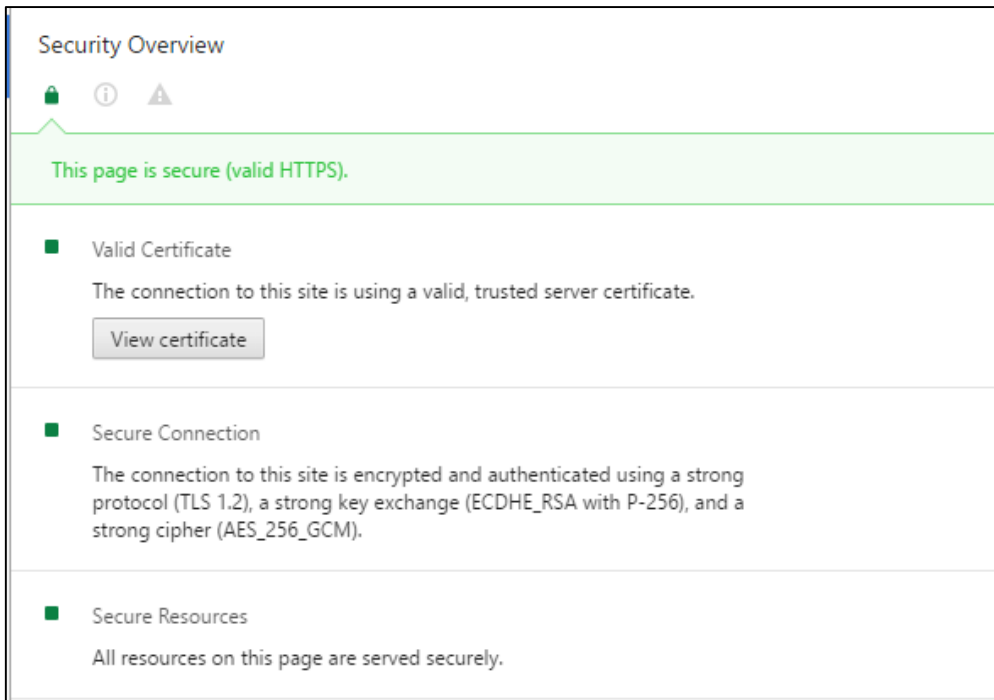 Security Overview
This page is secure (valid HTTPS).
Valid Certificate
The connection to this site is using a valid, trusted server certificate.
View certificate
Secure Connection
The connection to this site is encrypted and authenticated using a strong
protocol (TLS 1.2), a strong key exchange (ECDHE_RSA with P-256), and a
strong cipher (AES_256_GCM).
Secure Resources
All resources on this page are served securely.